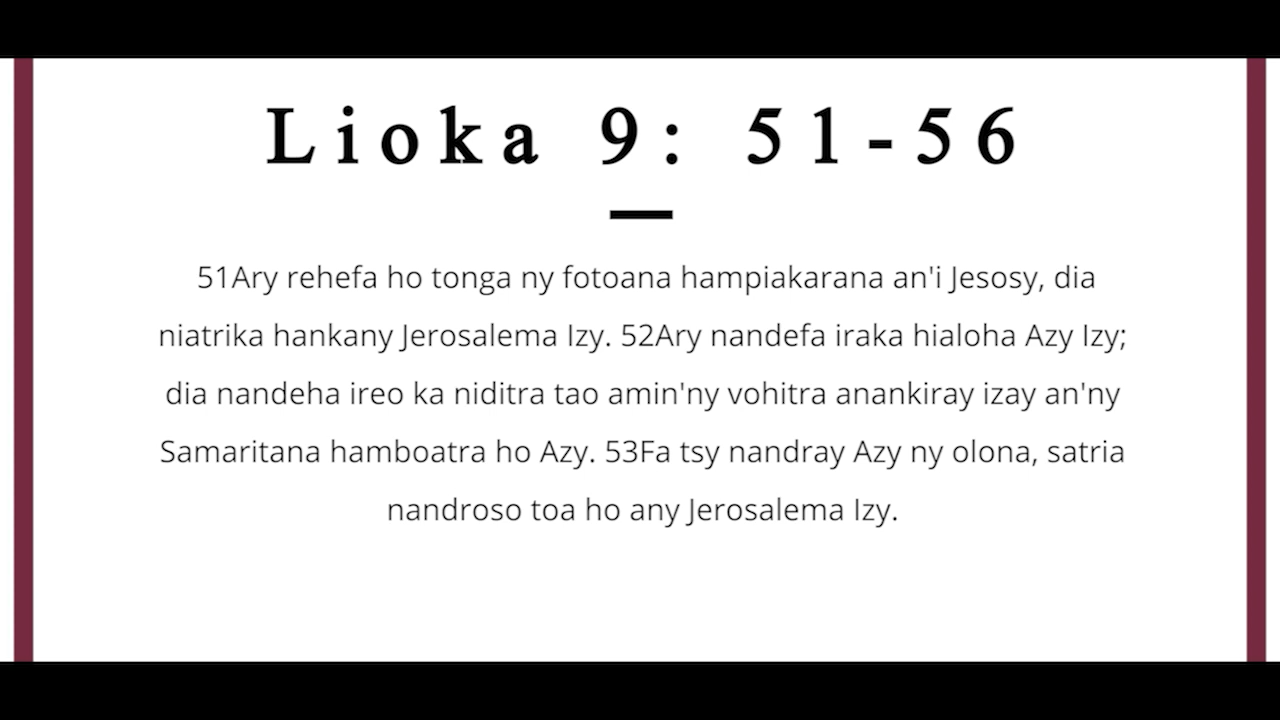 Lioka 9: 51-56
51Ary rehefa ho tonga ny fotoana hampiakarana an'i Jesosy, dia
niatrika hankany Jerosalema Izy. 52Ary nandefa iraka hialoha Azy Izy;
dia nandeha ireo ka niditra tao amin'ny vohitra anankiray izay an'ny
Samaritana hamboatra ho Azy. 53Fa tsy nandray Azy ny olona, satria
nandroso toa ho any Jerosalema Izy.